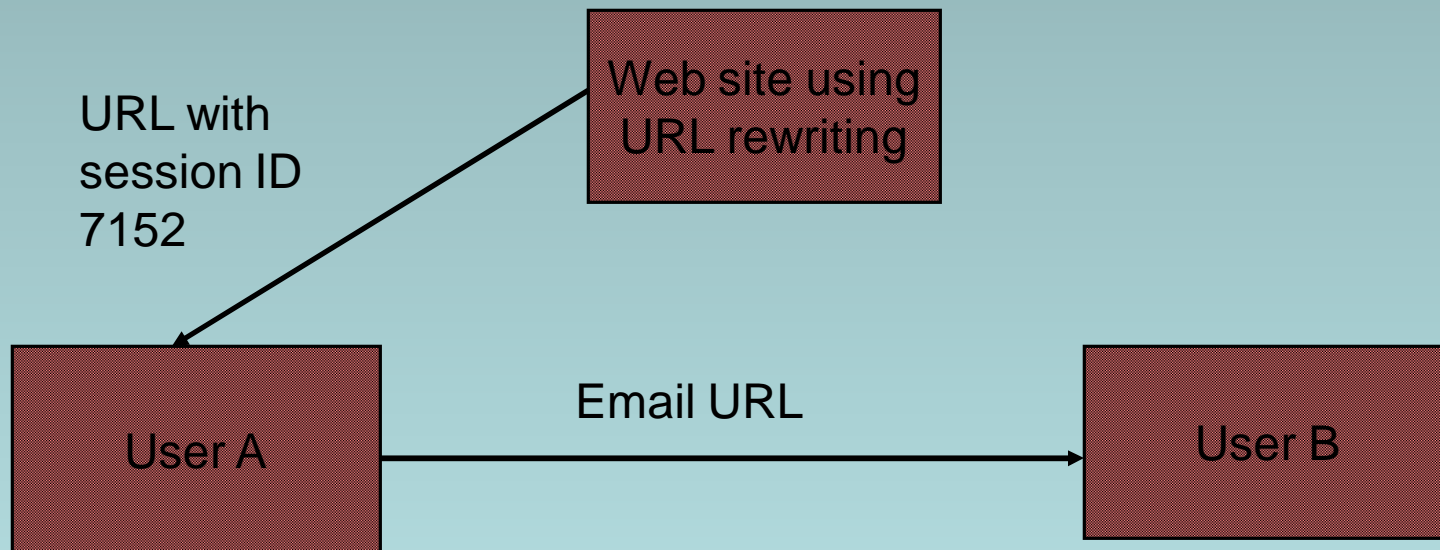 Web site using
URL rewriting
URL with
session ID
7152
Email URL
User A
User B